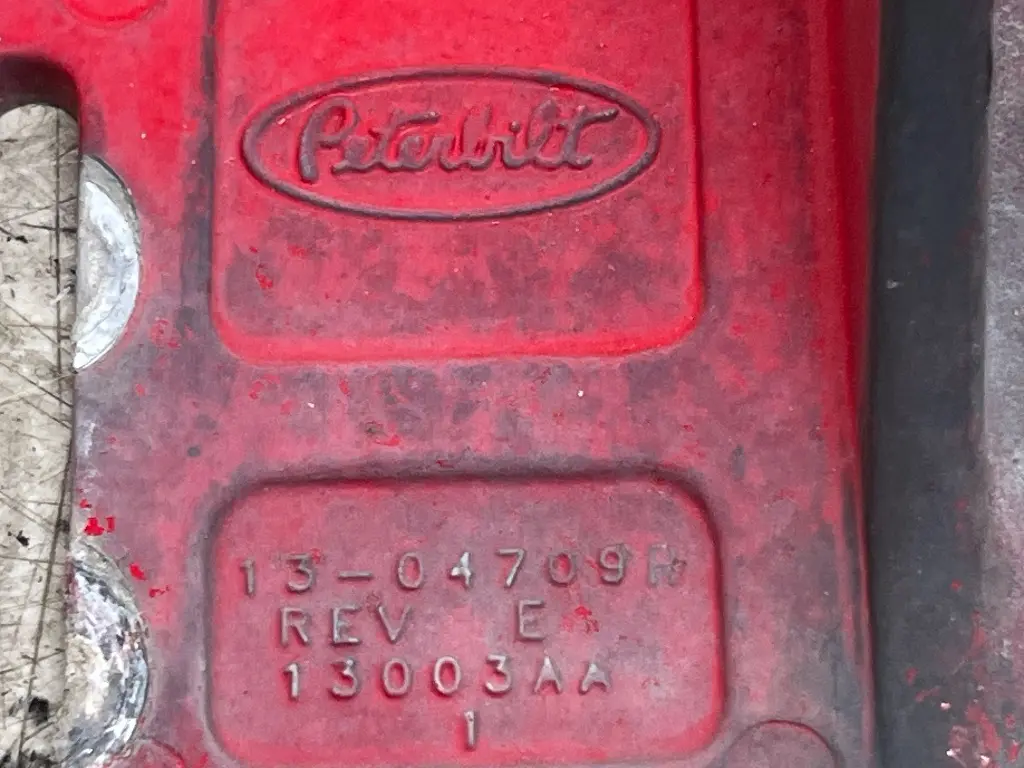 Peterbilt
13-04709R
REV E
13003AA
1